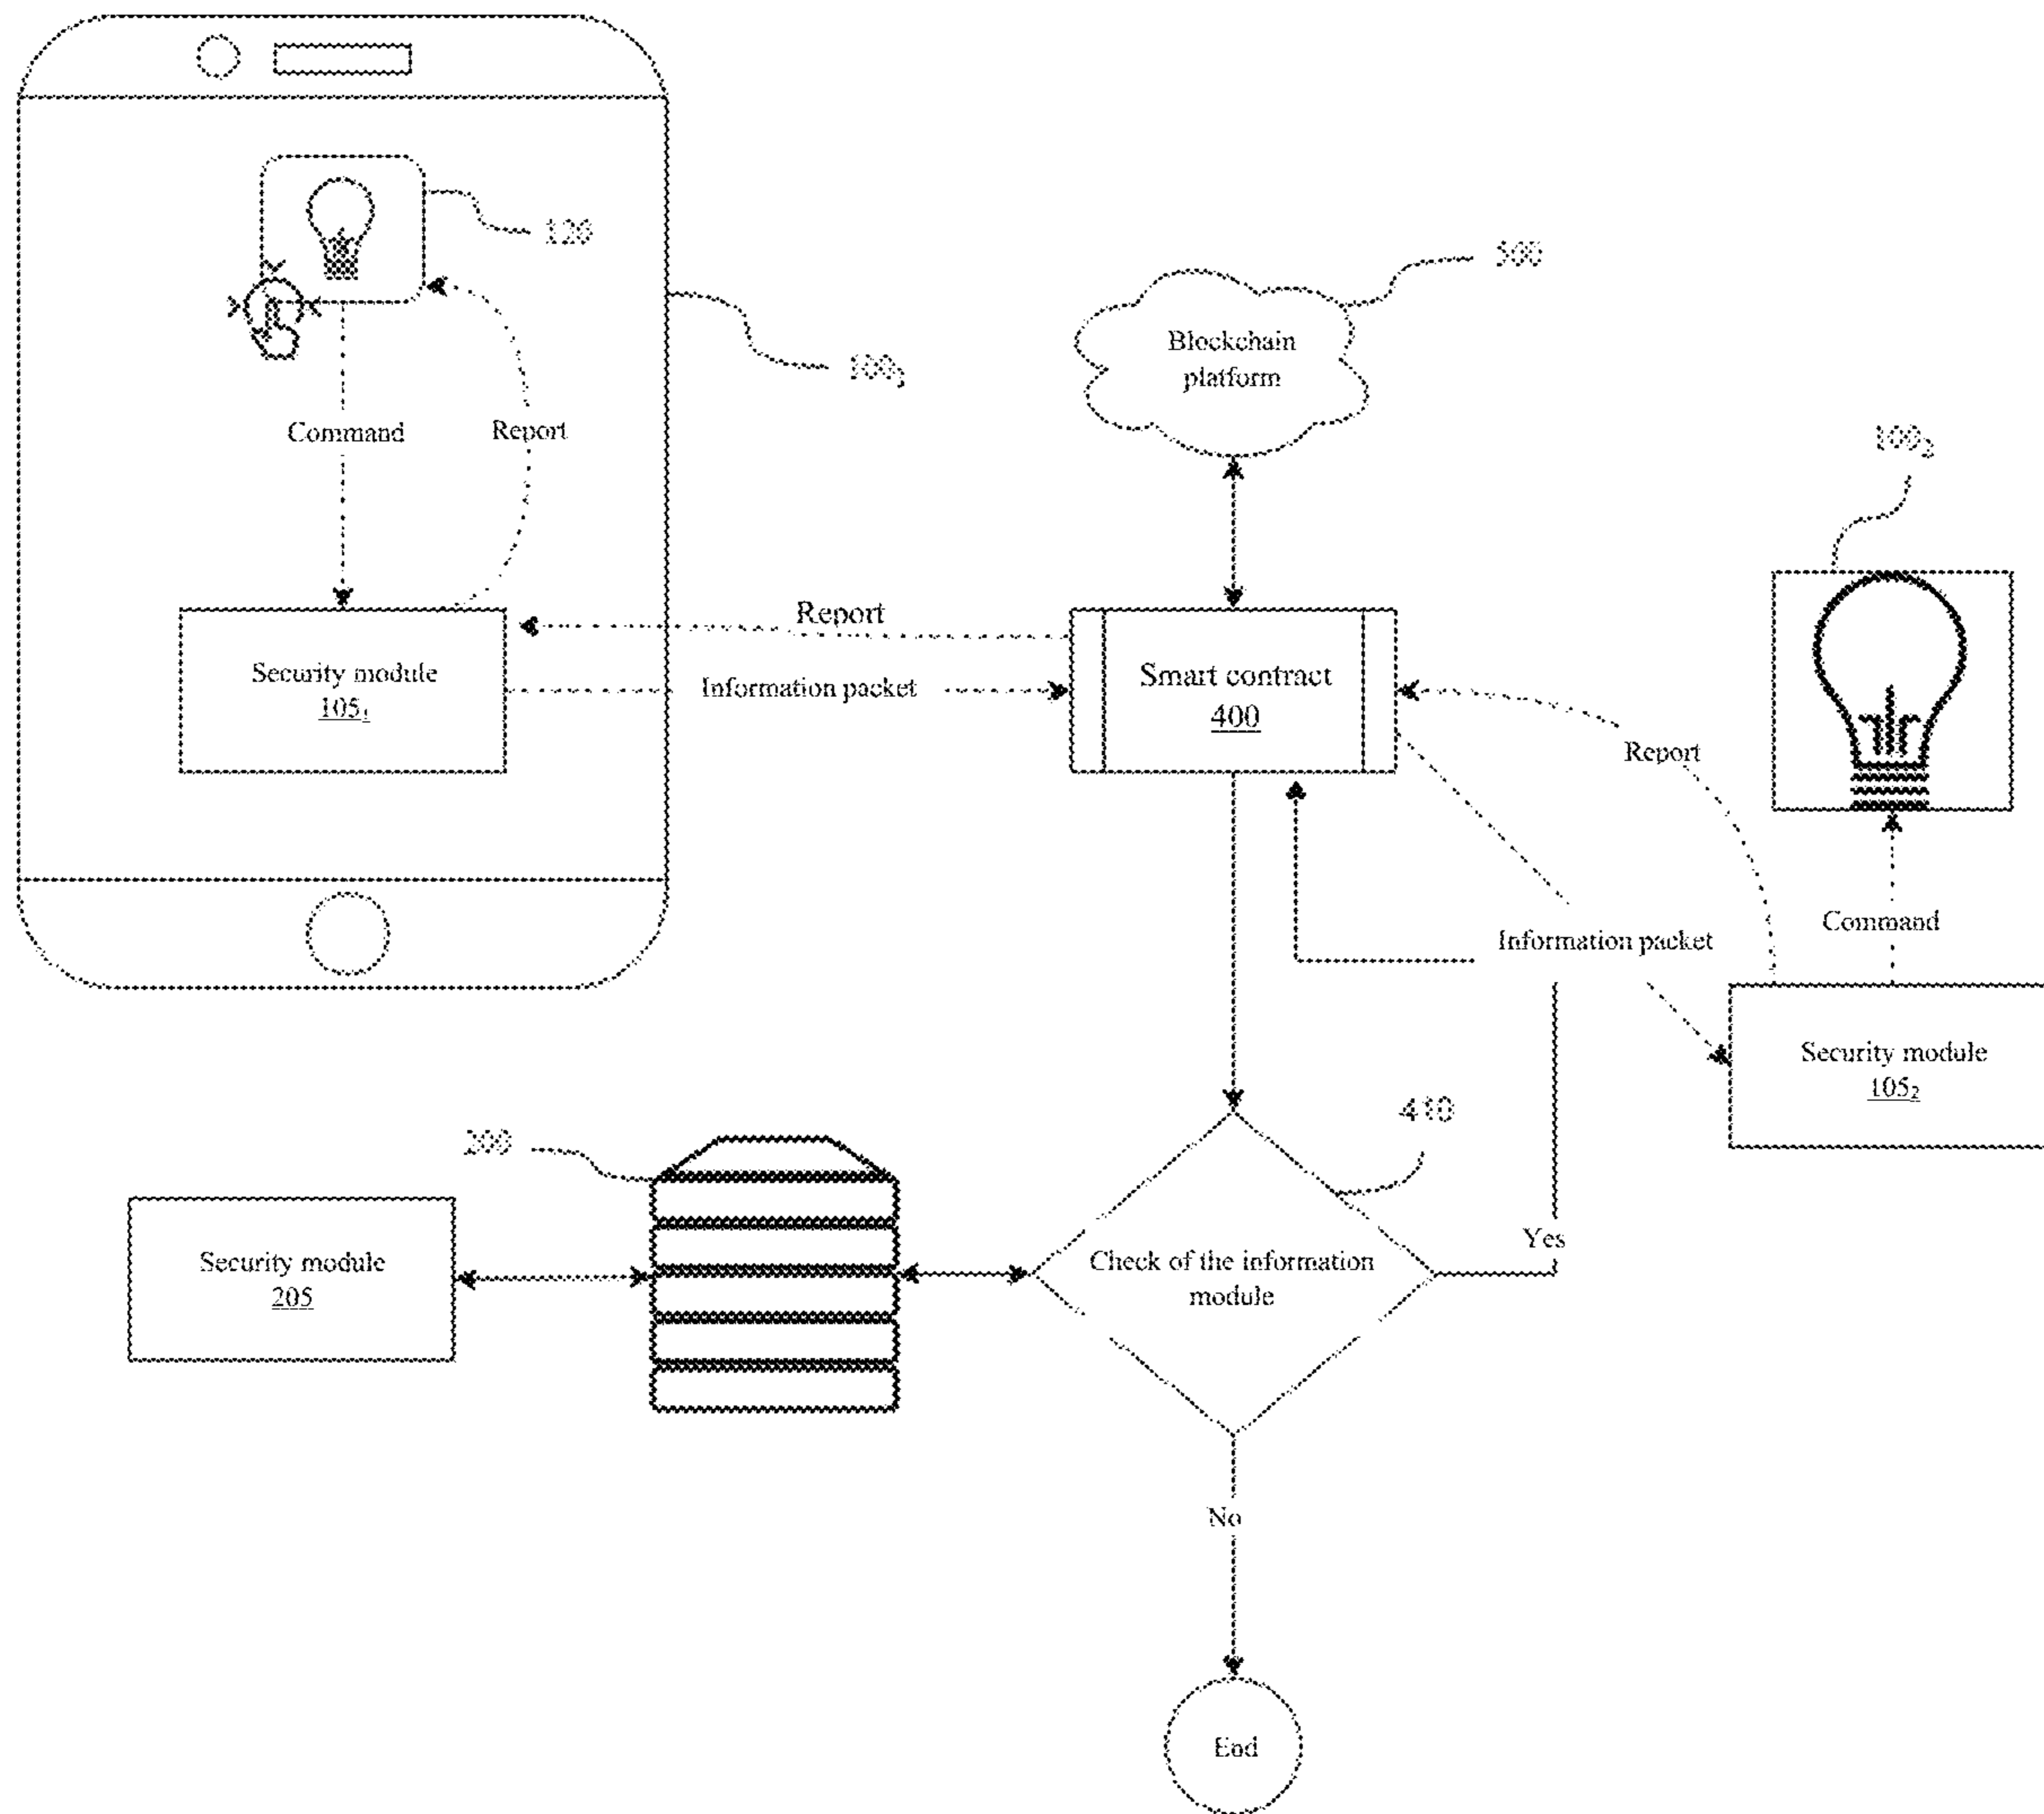 120
500
Blockchain
platform
100₁
Command
Report
100₂
Report
Security module
105₁
Information packet
Smart contract
400
Report
Information packet
Command
Security module
105₂
410
200
Security module
205
Check of the information
module
Yes
No
End